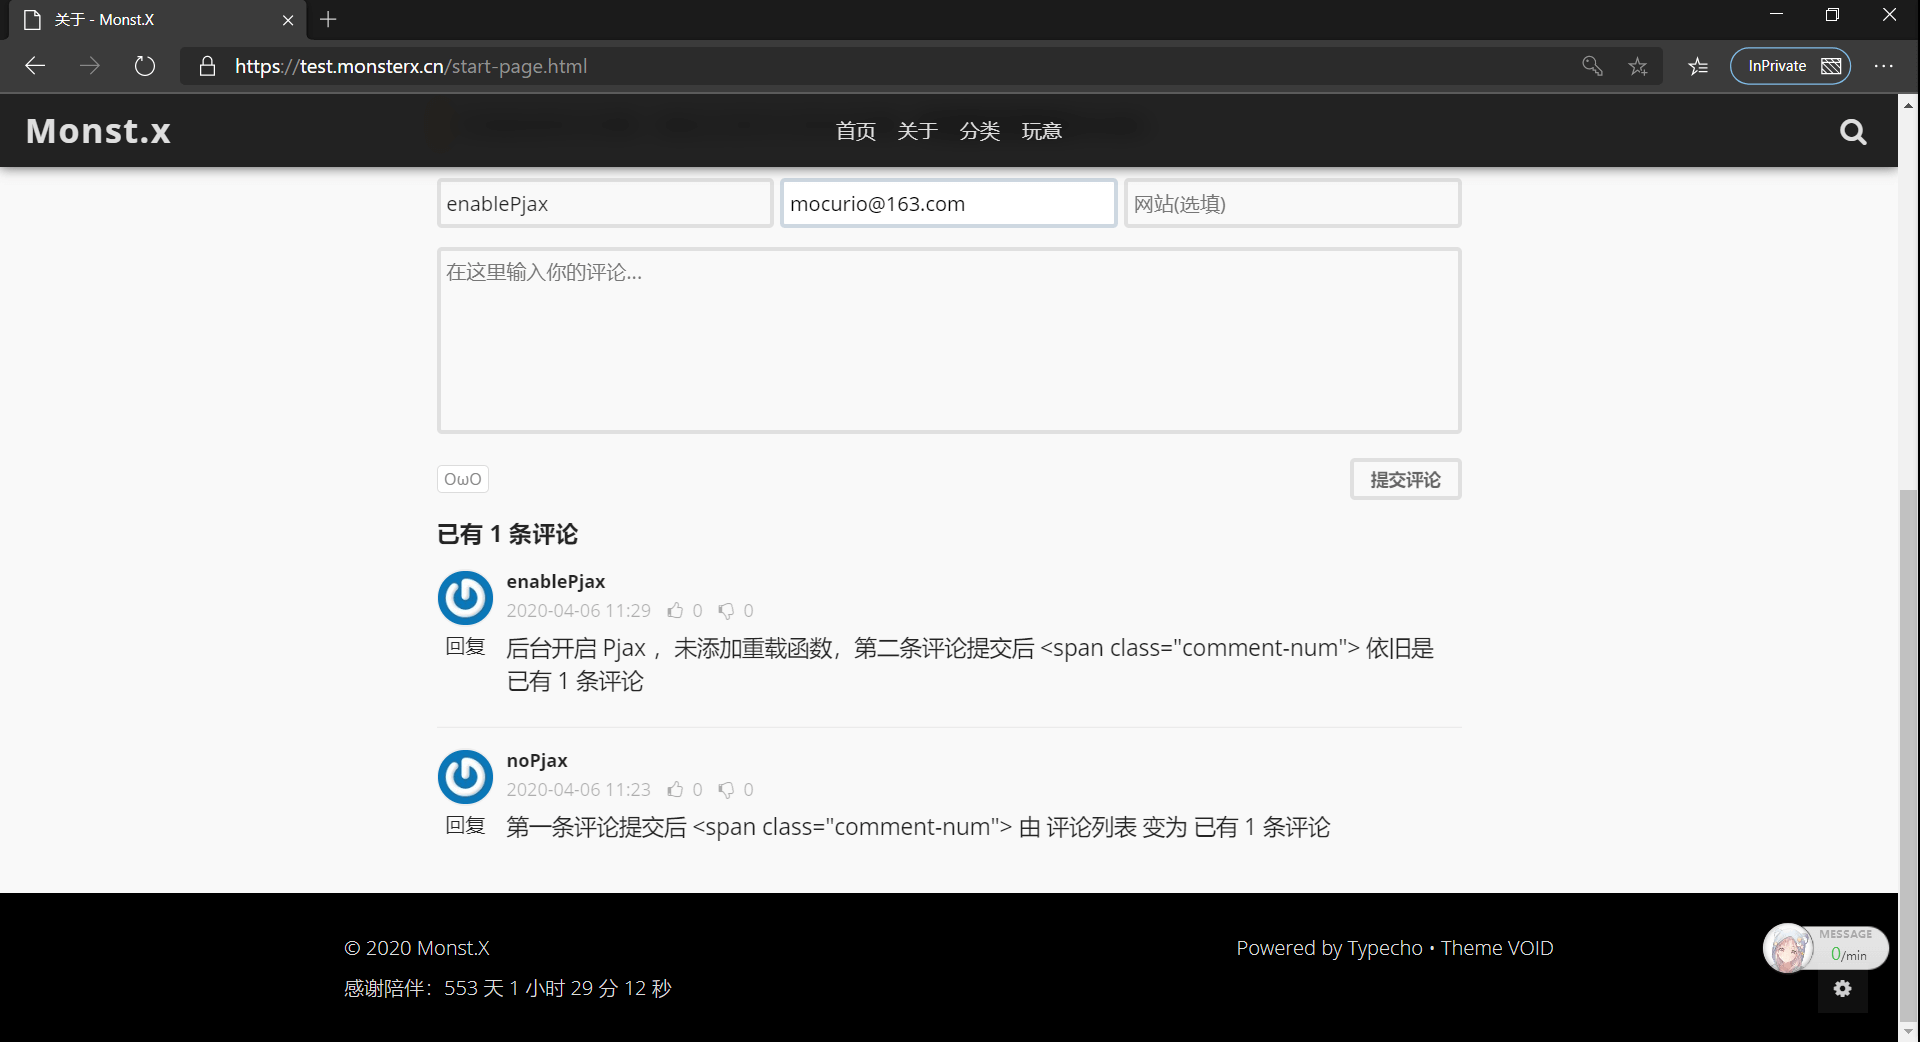 关于 - Monst.X
https://test.monsterx.cn/start-page.html
InPrivate
Monst.x
首页 关于 分类 玩意
enablePjax
mocurio@163.com
网站(选填)
在这里输入你的评论...
OωO
提交评论
已有 1 条评论
enablePjax
2020-04-06 11:29 0 0
回复
后台开启 Pjax ，未添加重载函数，第二条评论提交后 <span class="comment-num"> 依旧是
已有 1 条评论
noPjax
2020-04-06 11:23 0 0
回复
第一条评论提交后 <span class="comment-num"> 由 评论列表 变为 已有 1 条评论
© 2020 Monst.X
Powered by Typecho • Theme VOID
感谢陪伴：553 天 1 小时 29 分 12 秒
MESSAGE
0/min